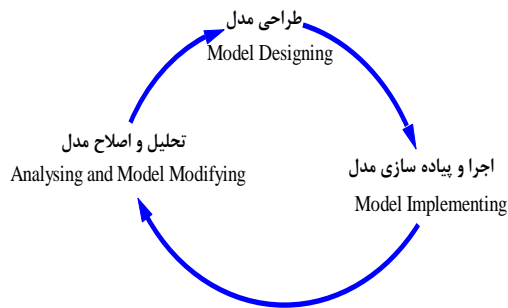 طراحی مدل
Model Designing
اجرا و پیاده سازی مدل
Model Implementing
تحلیل و اصلاح مدل
Analysing and Model Modifying